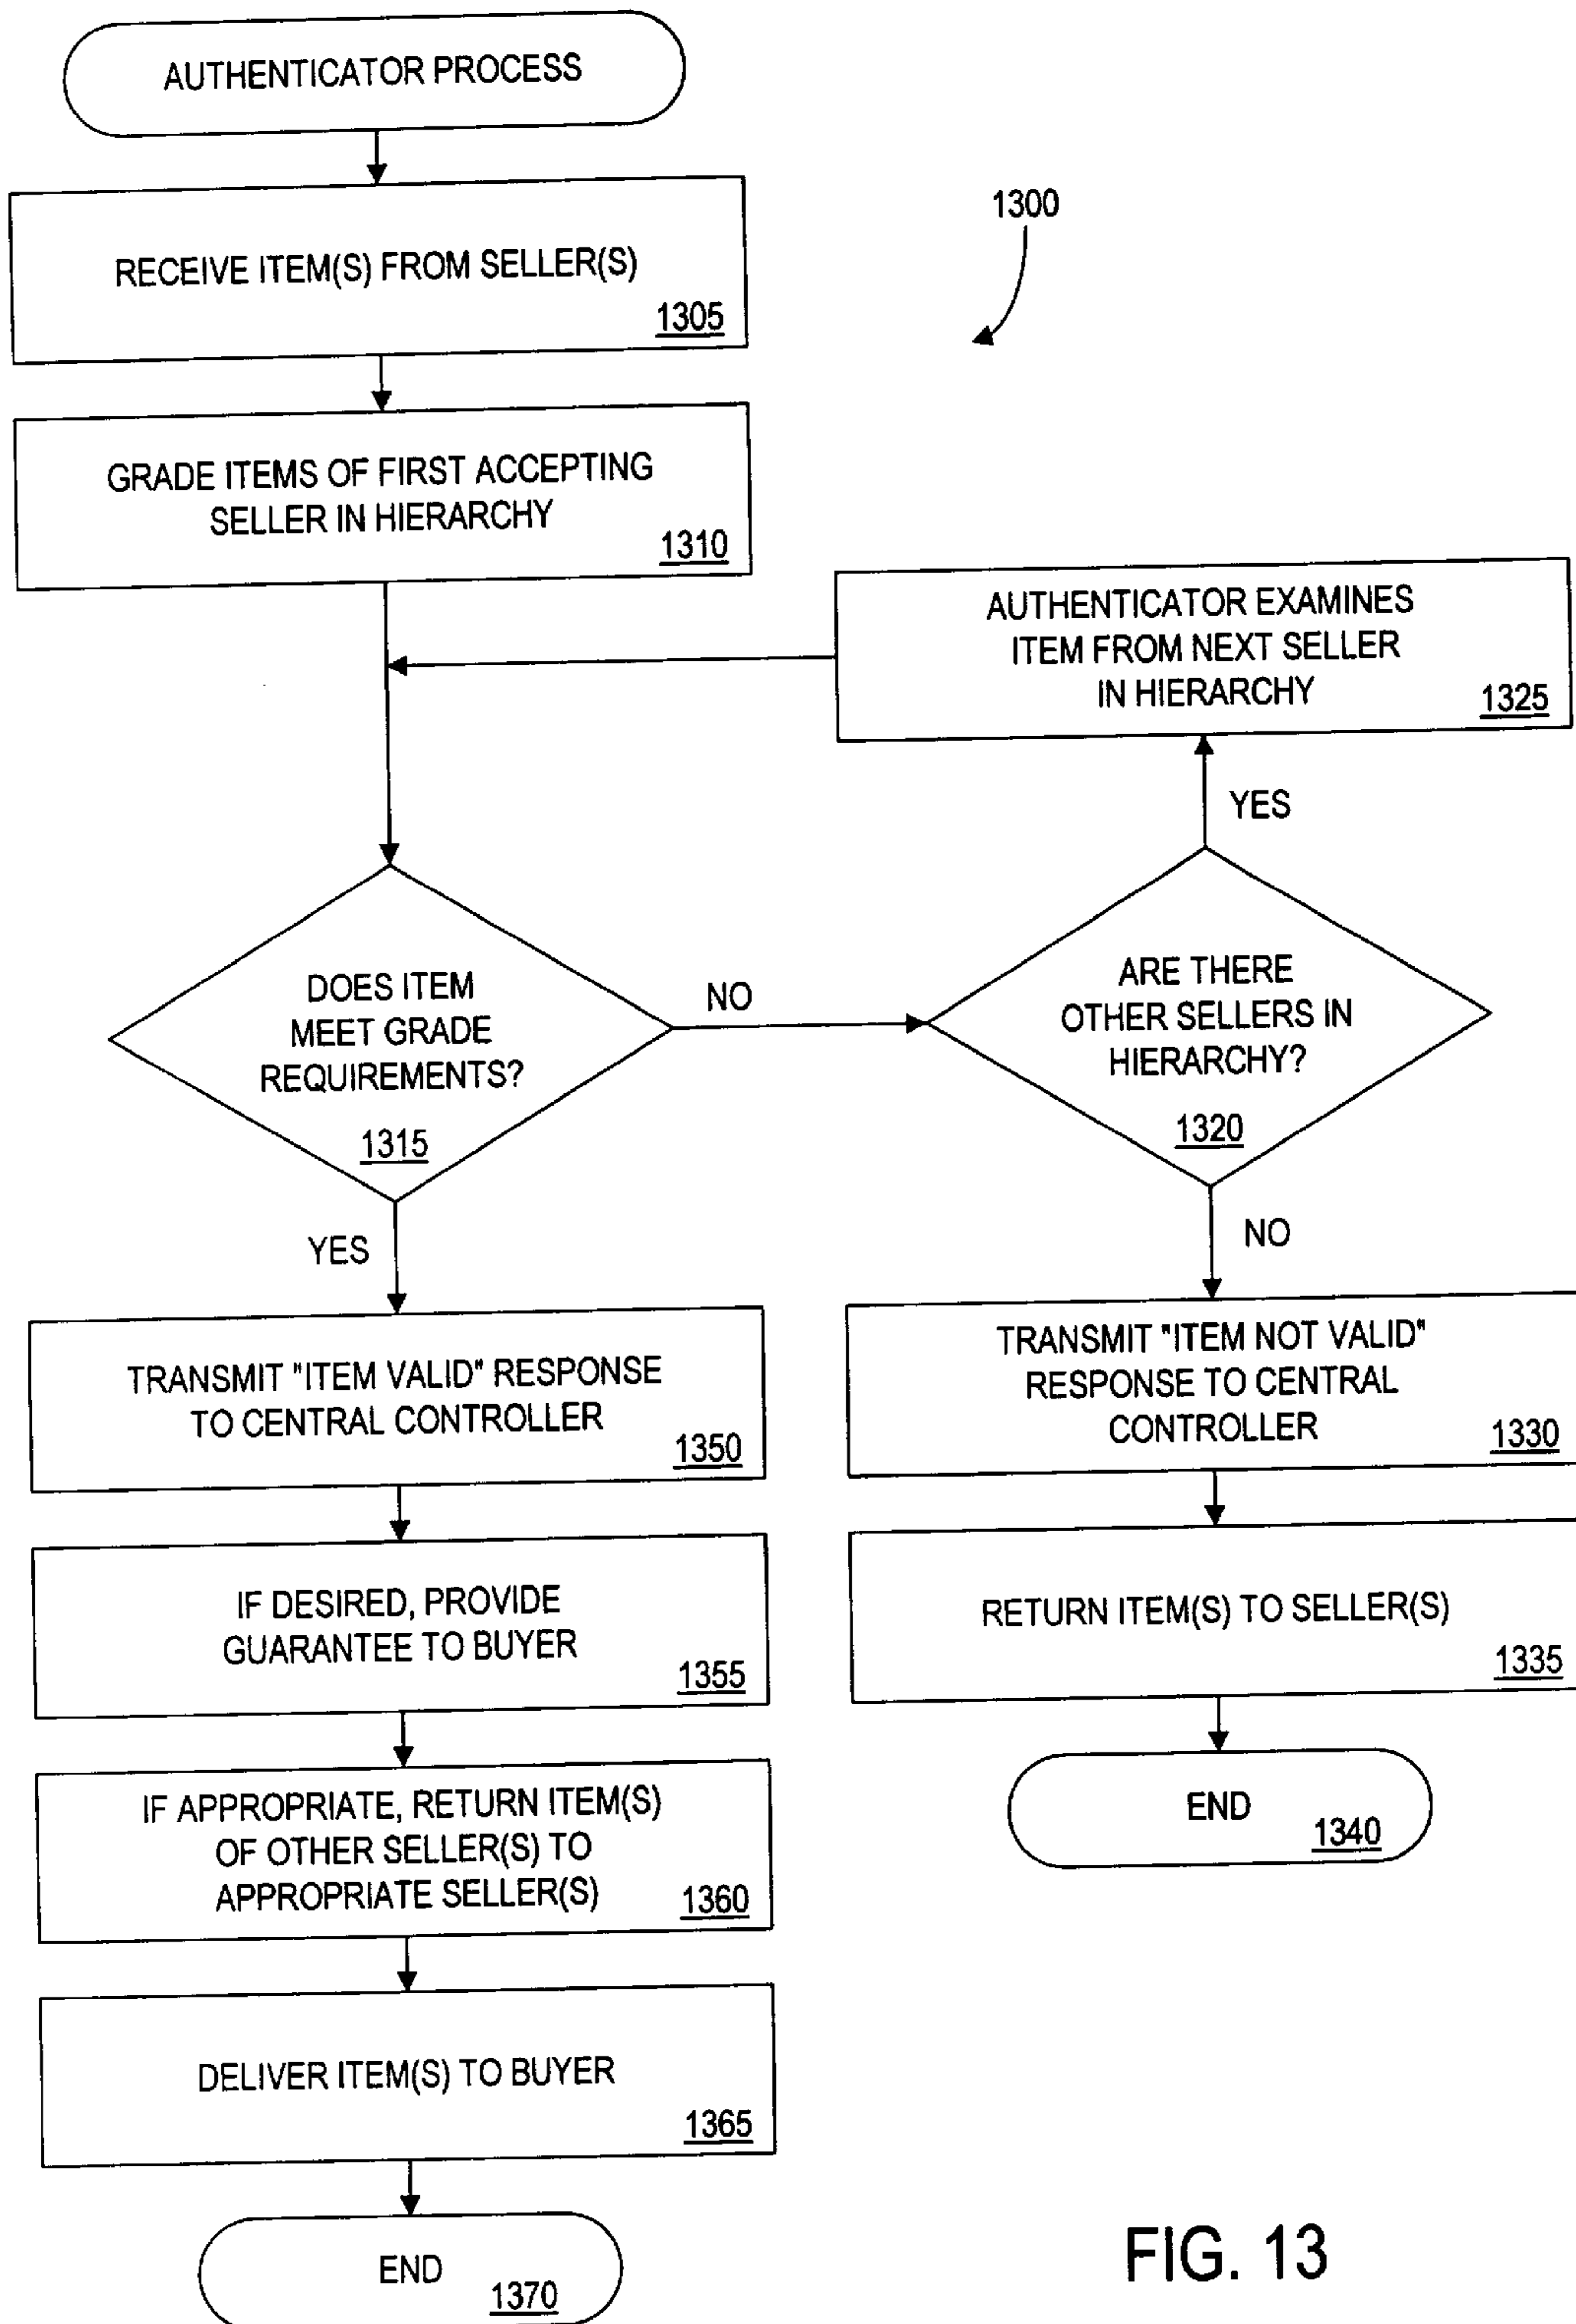 AUTHENTICATOR PROCESS
1300
RECEIVE ITEM(S) FROM SELLER(S)
1305
GRADE ITEMS OF FIRST ACCEPTING
SELLER IN HIERARCHY
1310
AUTHENTICATOR EXAMINES
ITEM FROM NEXT SELLER
IN HIERARCHY
1325
YES
DOES ITEM
MEET GRADE
REQUIREMENTS?
1315
NO
ARE THERE
OTHER SELLERS IN
HIERARCHY?
1320
YES
NO
TRANSMIT "ITEM VALID" RESPONSE
TO CENTRAL CONTROLLER
1350
TRANSMIT "ITEM NOT VALID"
RESPONSE TO CENTRAL
CONTROLLER
1330
IF DESIRED, PROVIDE
GUARANTEE TO BUYER
1355
RETURN ITEM(S) TO SELLER(S)
1335
IF APPROPRIATE, RETURN ITEM(S)
OF OTHER SELLER(S) TO
APPROPRIATE SELLER(S)
1360
END
1340
DELIVER ITEM(S) TO BUYER
1365
END
1370
FIG. 13